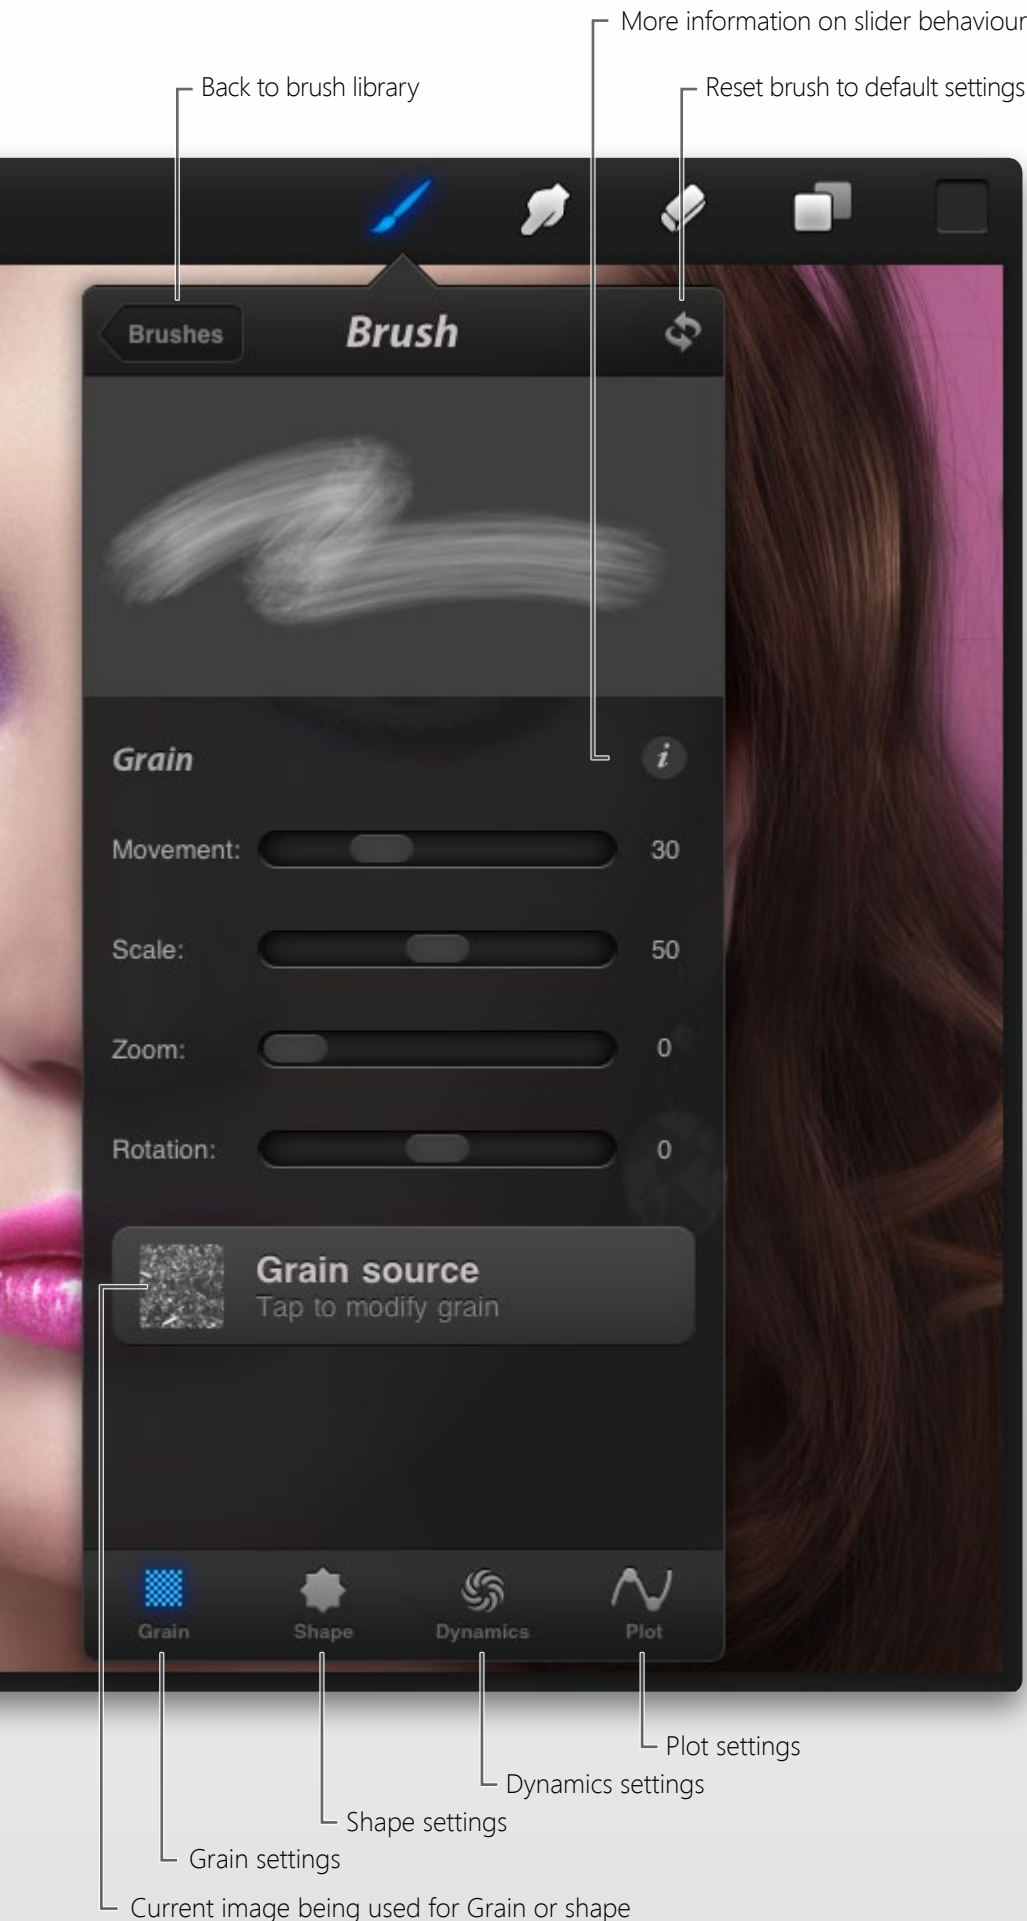 More information on slider behaviour
Back to brush library
Reset brush to default settings
Brushes
Brush
Grain
i
Movement:
30
Scale:
50
Zoom:
0
Rotation:
0
Grain source
Tap to modify grain
Grain
Shape
Dynamics
Plot
Plot settings
Dynamics settings
Shape settings
Grain settings
Current image being used for Grain or shape